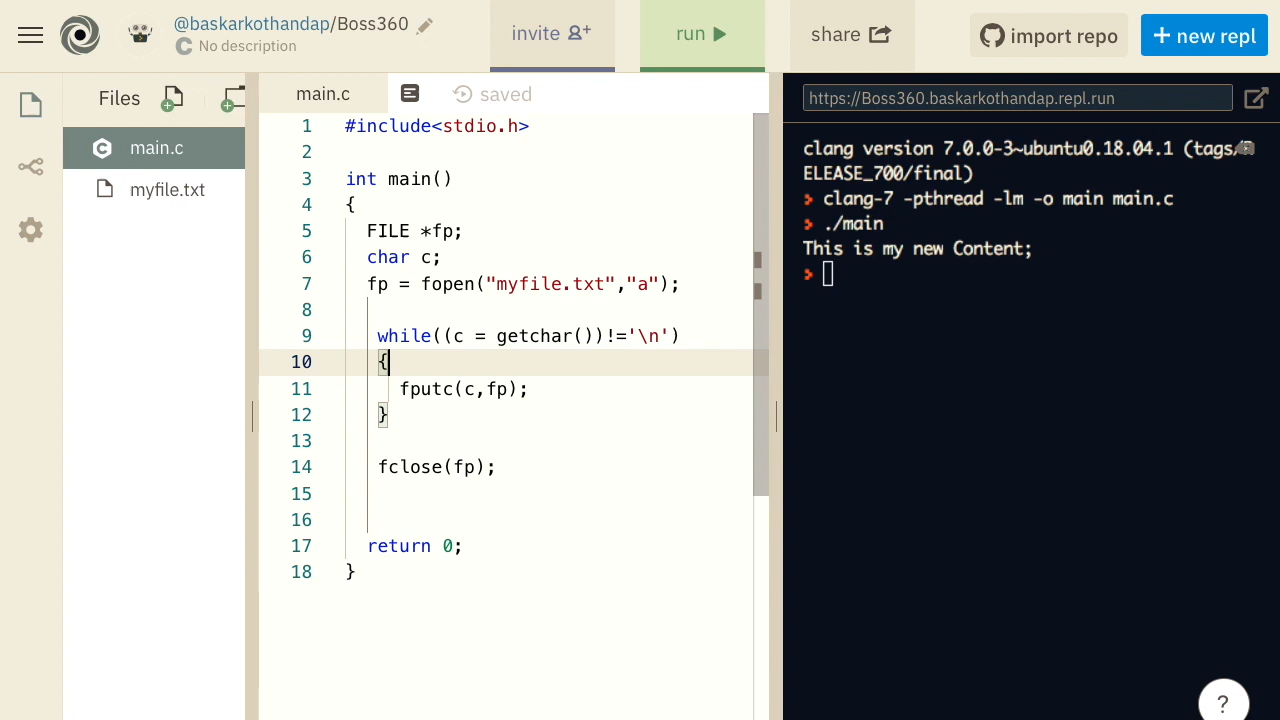 @baskarkothandap/Boss360
No description
invite
run
share
import repo
+ new repl
Files
main.c
myfile.txt
main.c
saved
1 #include<stdio.h>
2
3 int main()
4 {
5 FILE *fp;
6 char c;
7 fp = fopen("myfile.txt","a");
8
9 while((c = getchar())!='\n')
10 {
11 fputc(c,fp);
12 }
13
14 fclose(fp);
15
16
17 return 0;
18 }
https://Boss360.baskarkothandap.repl.run
clang version 7.0.0-3~ubuntu0.18.04.1 (tags/
ELEASE_700/final)
> clang-7 -pthread -lm -o main main.c
> ./main
This is my new Content;
>
?